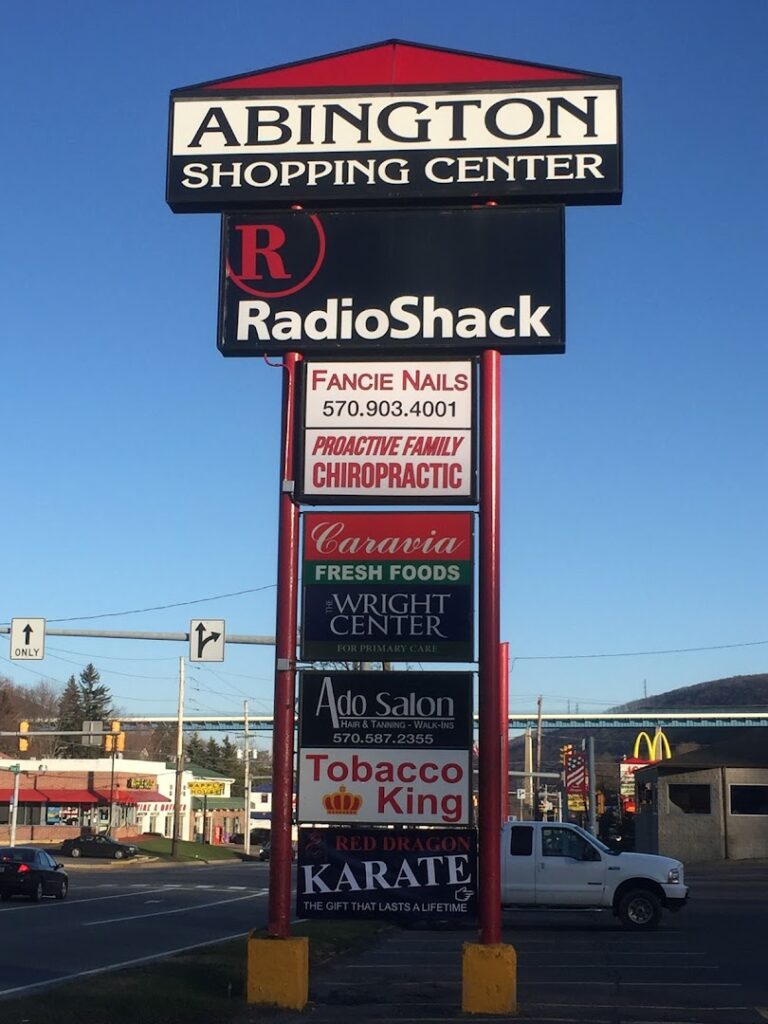 ABINGTON
SHOPPING CENTER
R
RadioShack
FANCIE NAILS
570.903.4001
PROACTIVE FAMILY
CHIROPRACTIC
Caravia
FRESH FOODS
THE WRIGHT
CENTER
FOR PRIMARY CARE
Ado Salon
HAIR & TANNING - WALK-INS
570.587.2355
Tobacco
King
RED DRAGON
KARATE
THE GIFT THAT LASTS A LIFETIME
ONLY